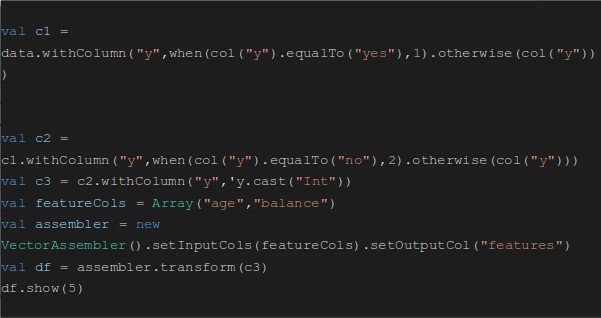 val c1 =
data.withColumn("y",when(col("y").equalTo("yes"),1).otherwise(col("y"))
)
val c2 =
c1.withColumn("y",when(col("y").equalTo("no"),2).otherwise(col("y")))
val c3 = c2.withColumn("y",'y.cast("Int"))
val featureCols = Array("age","balance")
val assembler = new
VectorAssembler().setInputCols(featureCols).setOutputCol("features")
val df = assembler.transform(c3)
df.show(5)